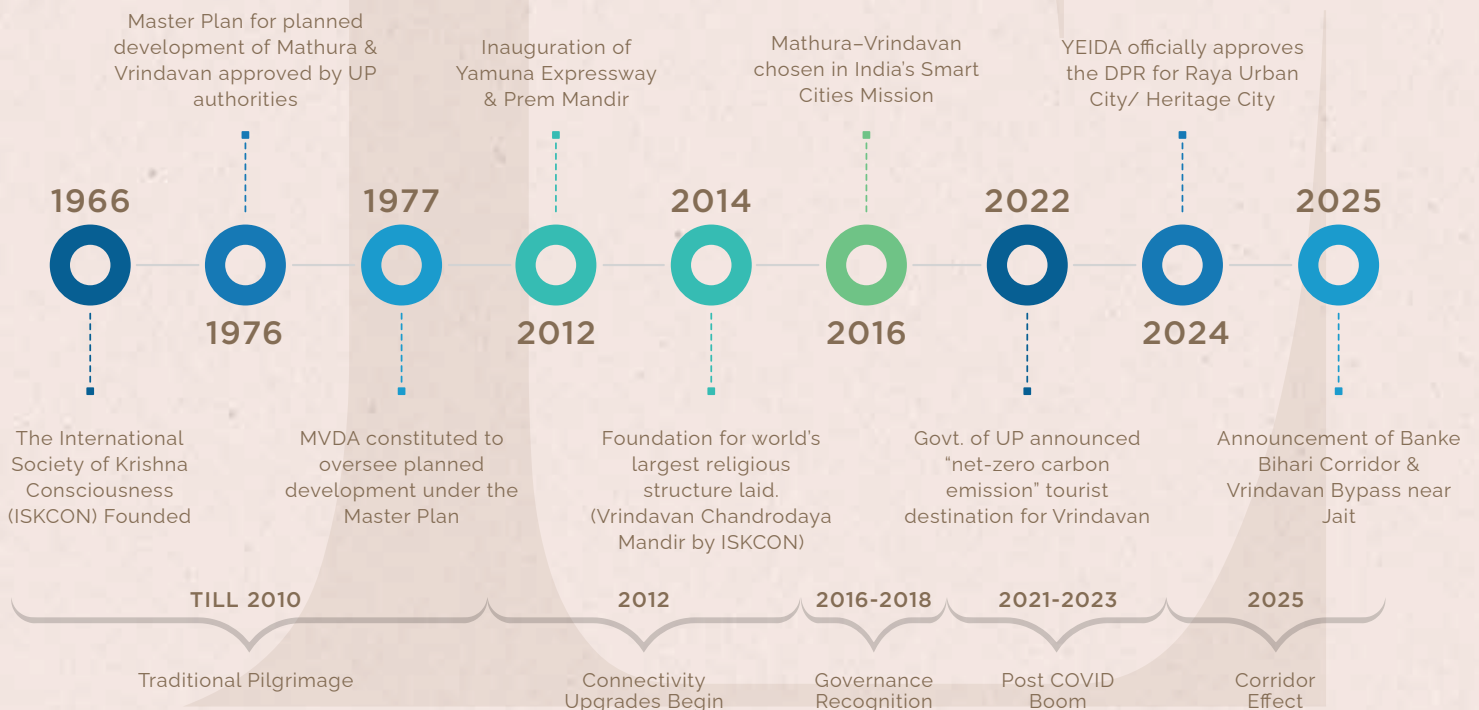 Master Plan for planned
development of Mathura &
Vrindavan approved by UP
authorities
Inauguration of
Yamuna Expressway
& Prem Mandir
Mathura–Vrindavan
chosen in India's Smart
Cities Mission
YEIDA officially approves
the DPR for Raya Urban
City/ Heritage City
1966
1977
2014
2022
2025
1976
2012
2016
2024
The International
Society of Krishna
Consciousness
(ISKCON) Founded
MVDA constituted to
oversee planned
development under the
Master Plan
Foundation for world's
largest religious
structure laid.
(Vrindavan Chandrodaya
Mandir by ISKCON)
Govt. of UP announced
“net-zero carbon
emission” tourist
destination for Vrindavan
Announcement of Banke
Bihari Corridor &
Vrindavan Bypass near
Jait
TILL 2010
2012
2016-2018
2021-2023
2025
Traditional Pilgrimage
Connectivity
Upgrades Begin
Governance
Recognition
Post COVID
Boom
Corridor
Effect